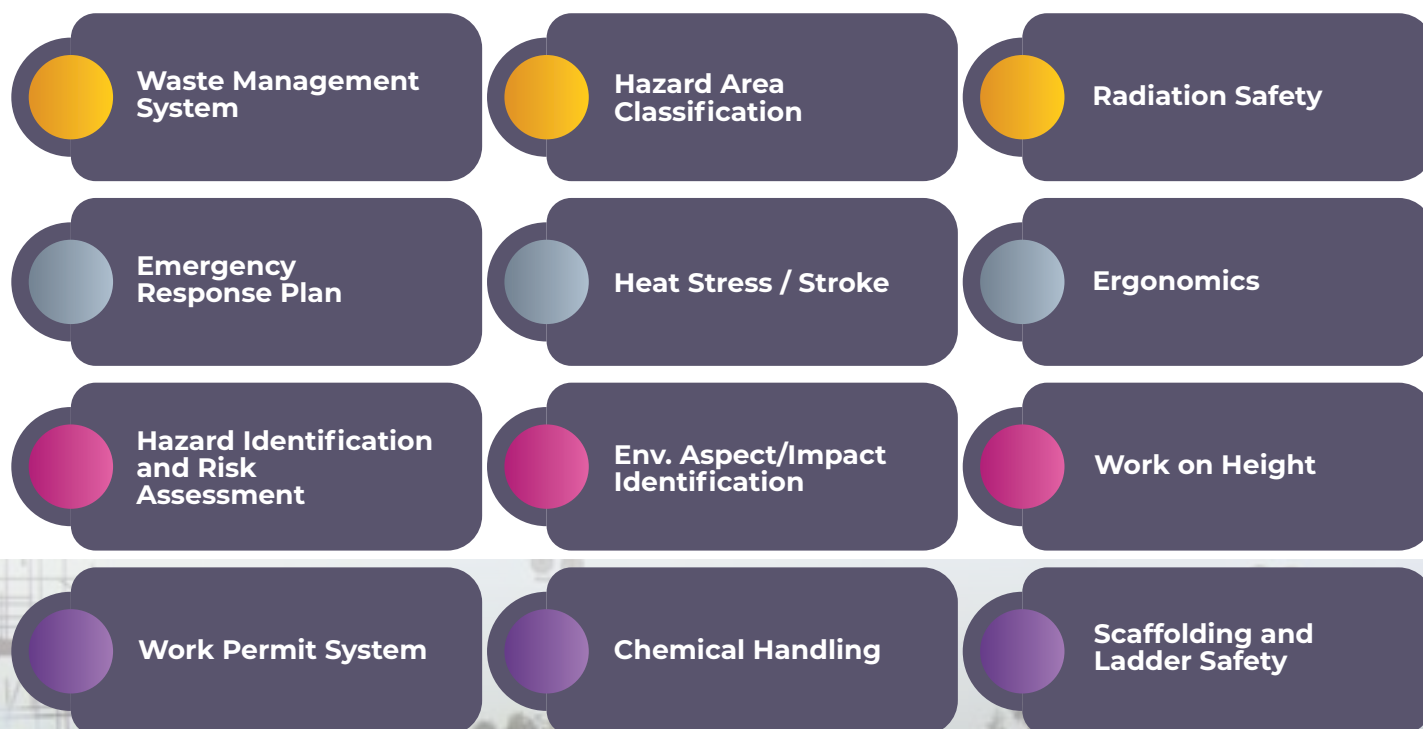 Waste Management
System
Hazard Area
Classification
Radiation Safety
Emergency
Response Plan
Heat Stress / Stroke
Ergonomics
Hazard Identification
and Risk
Assessment
Env. Aspect/Impact
Identification
Work on Height
Work Permit System
Chemical Handling
Scaffolding and
Ladder Safety